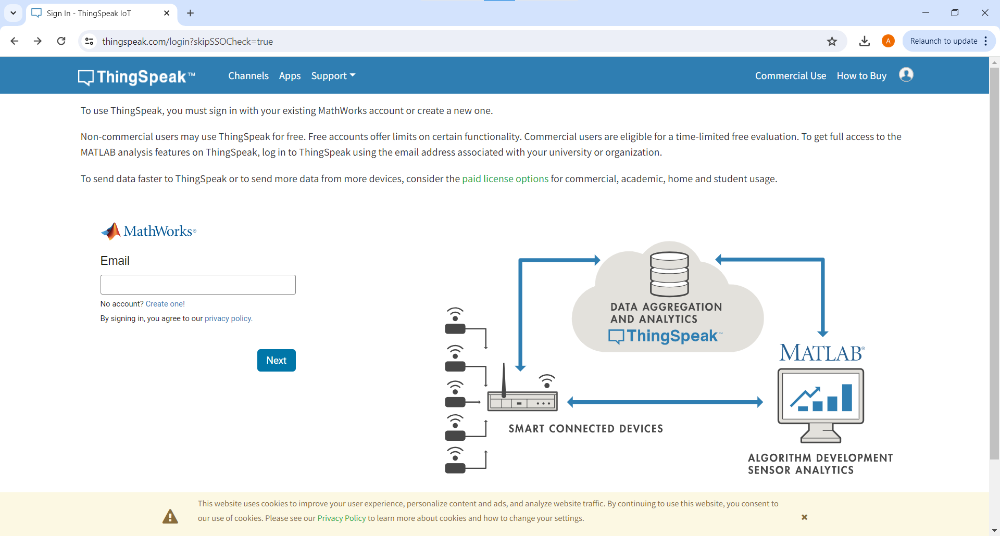 Sign In - ThingSpeak IoT
thingspeak.com/login?skipSSOCheck=true
A
Relaunch to update
ThingSpeak™
Channels
Apps
Support
Commercial Use
How to Buy
To use ThingSpeak, you must sign in with your existing MathWorks account or create a new one.
Non-commercial users may use ThingSpeak for free. Free accounts offer limits on certain functionality. Commercial users are eligible for a time-limited free evaluation. To get full access to the
MATLAB analysis features on ThingSpeak, log in to ThingSpeak using the email address associated with your university or organization.
To send data faster to ThingSpeak or to send more data from more devices, consider the paid license options for commercial, academic, home and student usage.
MathWorks®
Email
No account? Create one!
By signing in, you agree to our privacy policy.
Next
DATA AGGREGATION
AND ANALYTICS
ThingSpeak™
MATLAB®
SMART CONNECTED DEVICES
ALGORITHM DEVELOPMENT
SENSOR ANALYTICS
This website uses cookies to improve your user experience, personalize content and ads, and analyze website traffic. By continuing to use this website, you consent to
our use of cookies. Please see our Privacy Policy to learn more about cookies and how to change your settings.